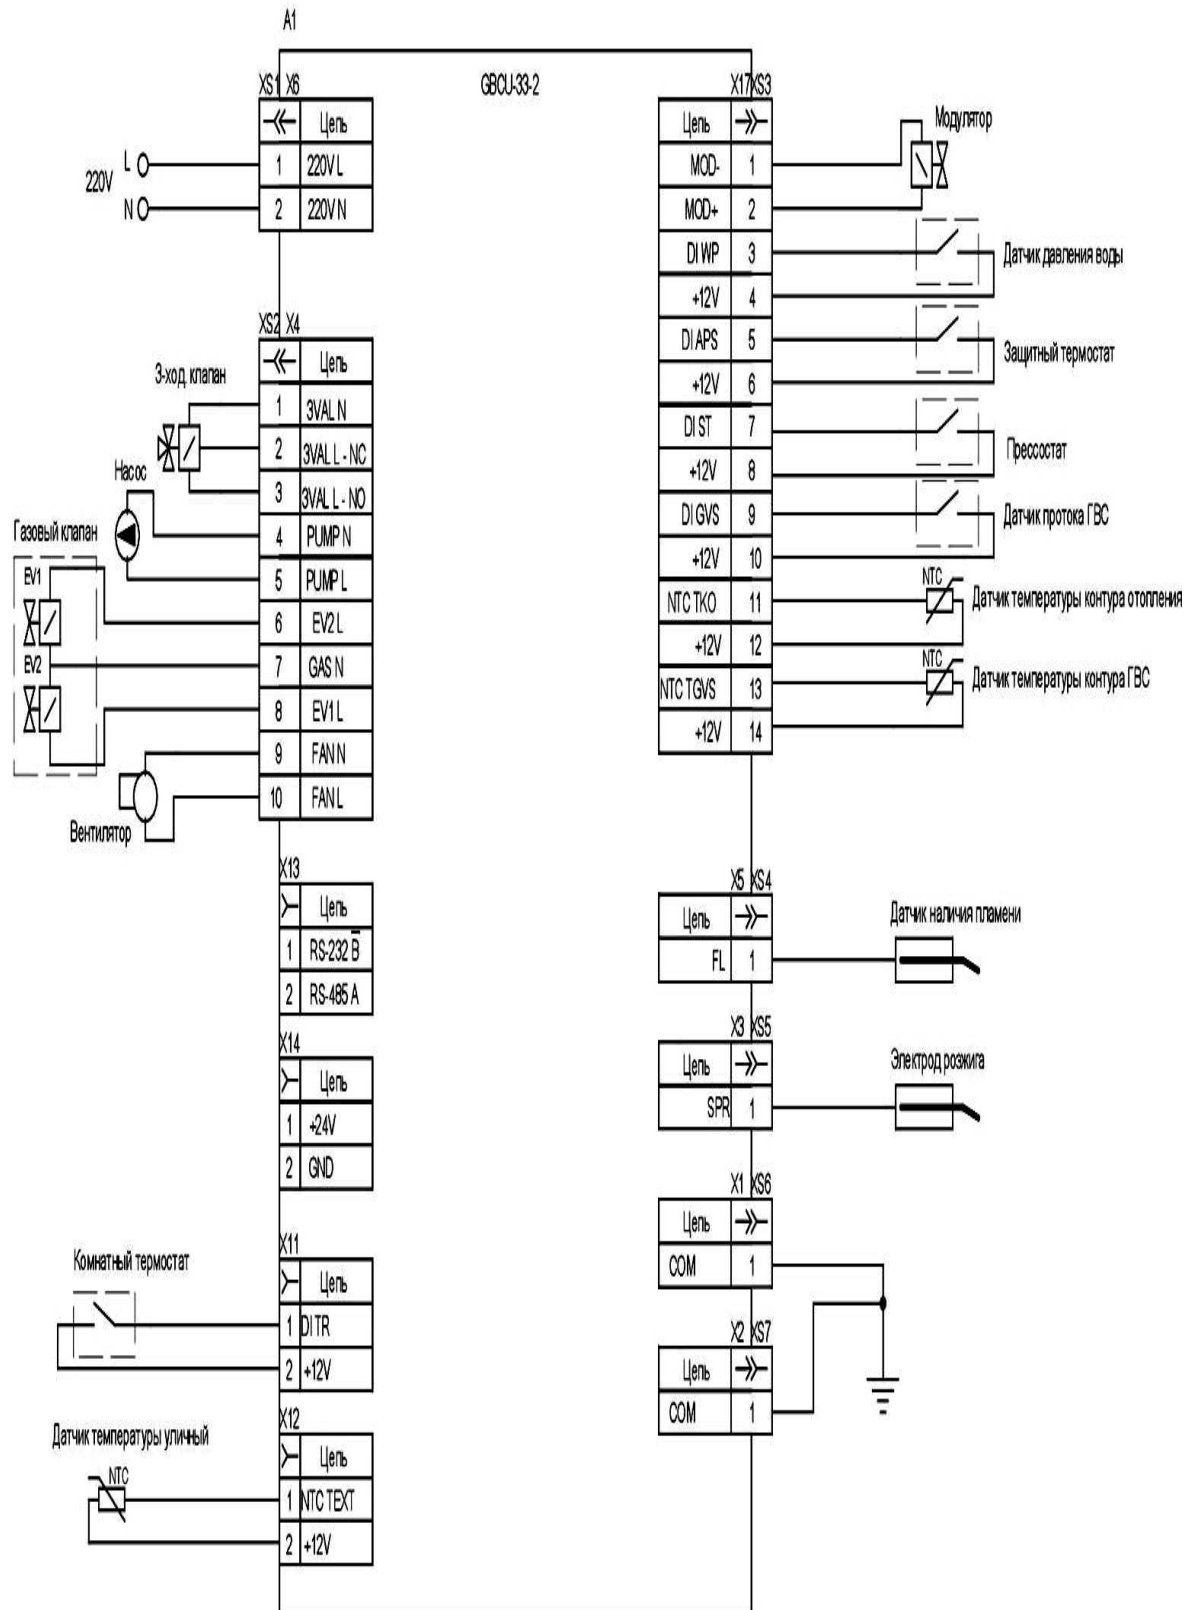 A1
GBCU-33-2
XS1 X6
Цепь
220V
L
1 220V L
N
2 220V N
XS2 X4
Цепь
3-ход. клапан
1 3VAL N
2 3VAL L - NC
3 3VAL L - NO
Насос
4 PUMP N
5 PUMP L
Газовый клапан
EV1
6 EV2 L
EV2
7 GAS N
8 EV1 L
9 FAN N
10 FAN L
Вентилятор
X13
Цепь
1 RS-232 B
2 RS-485 A
X14
Цепь
1 +24V
2 GND
X11
Комнатный термостат
Цепь
1 DI TR
2 +12V
X12
Датчик температуры уличный
Цепь
NTC
1 NTC TEXT
2 +12V
X17 XS3
Цепь
Модулятор
MOD- 1
MOD+ 2
DI WP 3
Датчик давления воды
+12V 4
DI APS 5
Защитный термостат
+12V 6
DI ST 7
Прессостат
+12V 8
DI GVS 9
Датчик протока ГВС
+12V 10
NTC
NTC TKO 11
Датчик температуры контура отопления
+12V 12
NTC
NTC TGVS 13
Датчик температуры контура ГВС
+12V 14
X5 XS4
Цепь
Датчик наличия пламени
FL 1
X3 XS5
Цепь
Электрод розжига
SPR 1
X1 XS6
Цепь
COM 1
X2 XS7
Цепь
COM 1